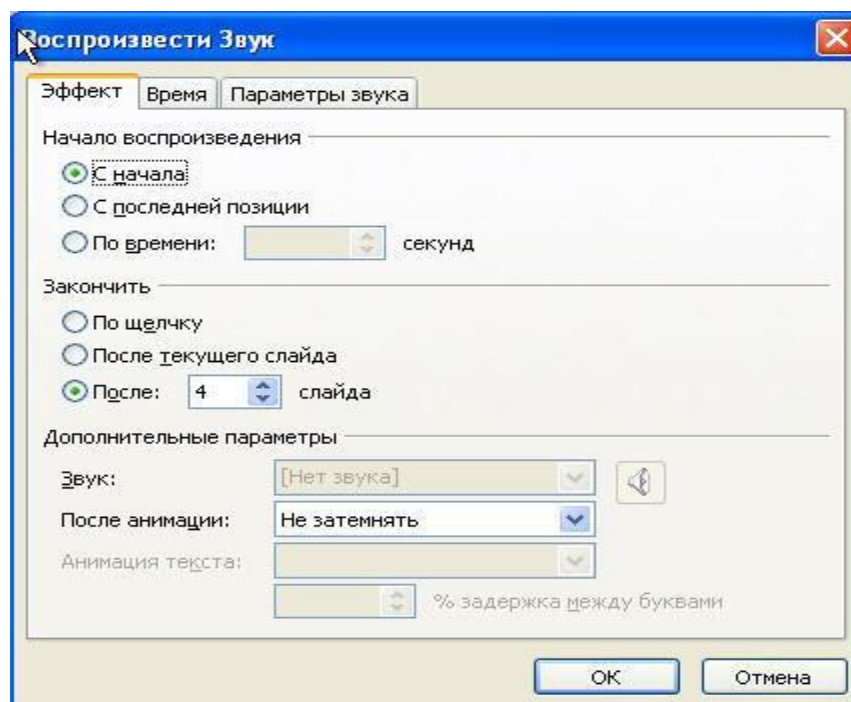 Воспроизвести Звук
Эффект Время Параметры звука
Начало воспроизведения
С начала
С последней позиции
По времени: секунд
Закончить
По щелчку
После текущего слайда
После: 4 слайда
Дополнительные параметры
Звук: [Нет звука]
После анимации: Не затемнять
Анимация текста:
% задержка между буквами
ОК Отмена